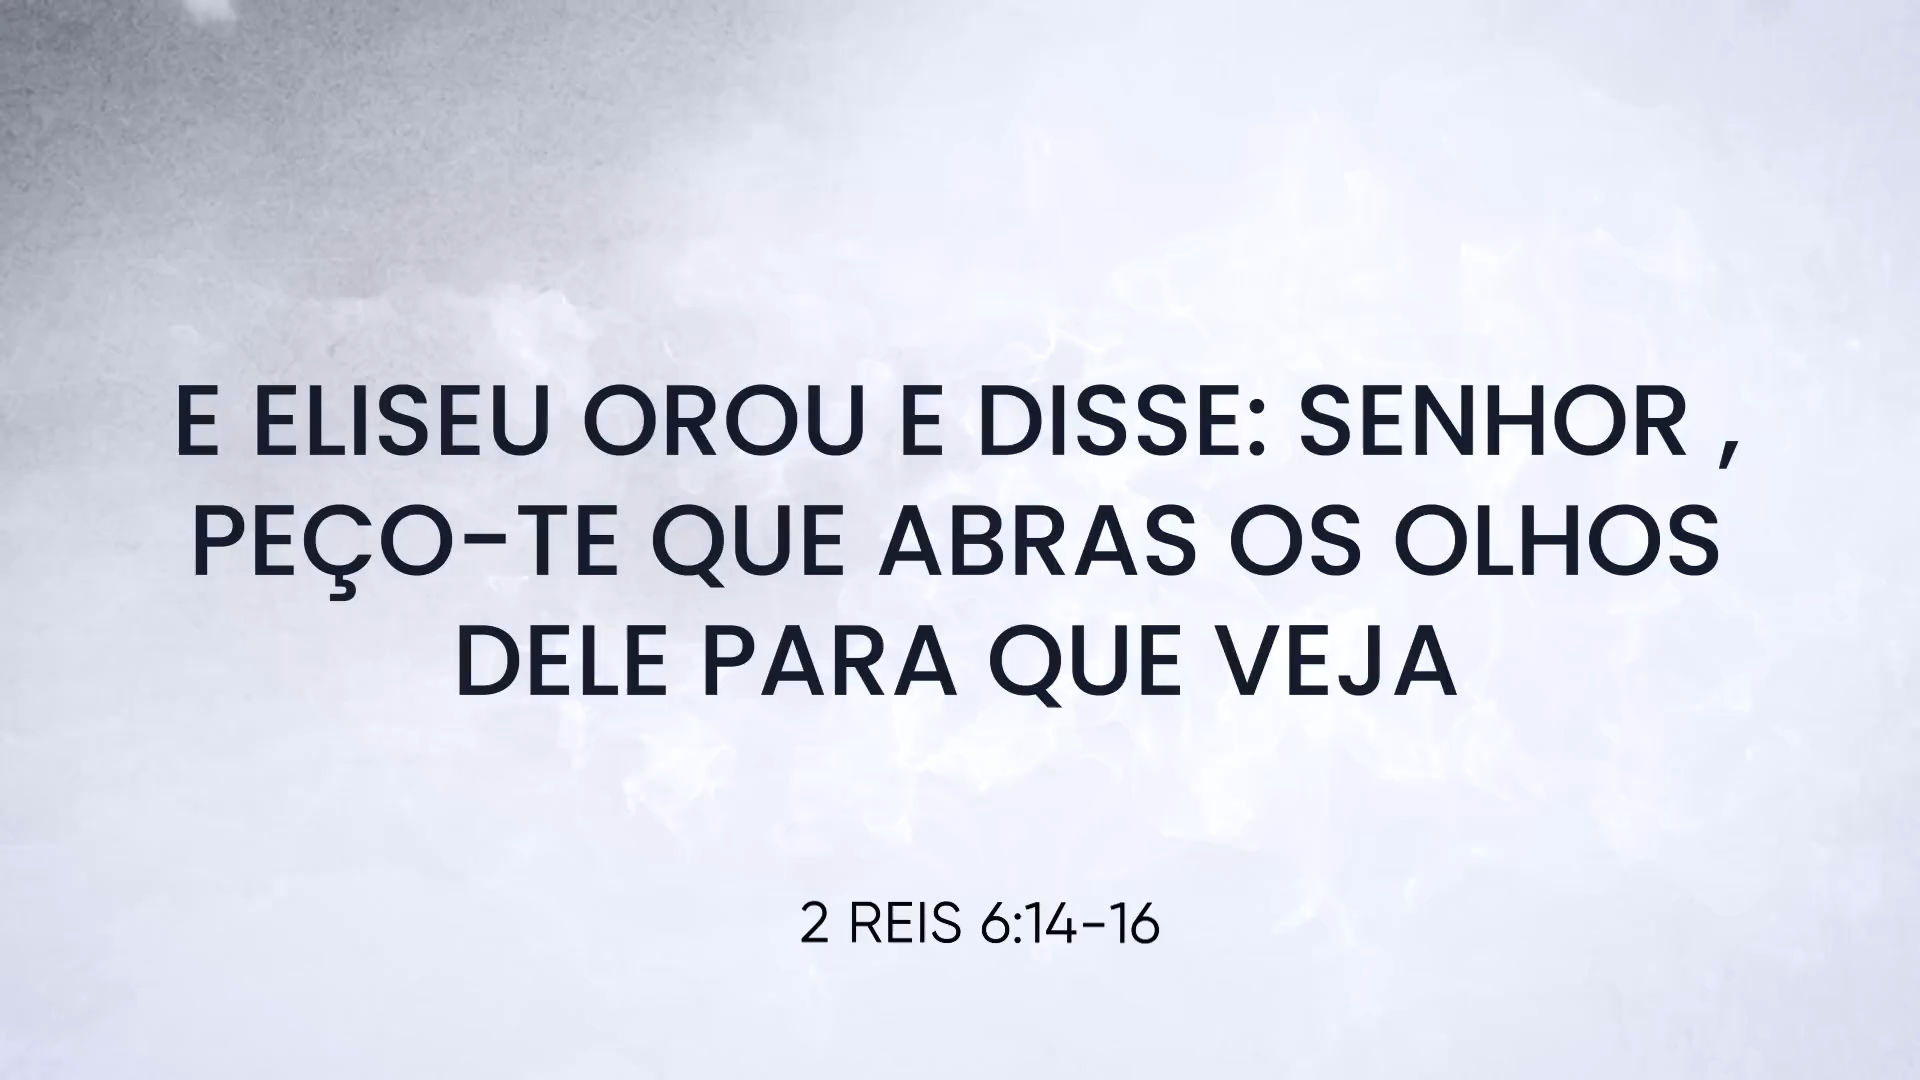 E ELISEU OROU E DISSE: SENHOR ,
PEÇO-TE QUE ABRAS OS OLHOS
DELE PARA QUE VEJA
2 REIS 6:14-16